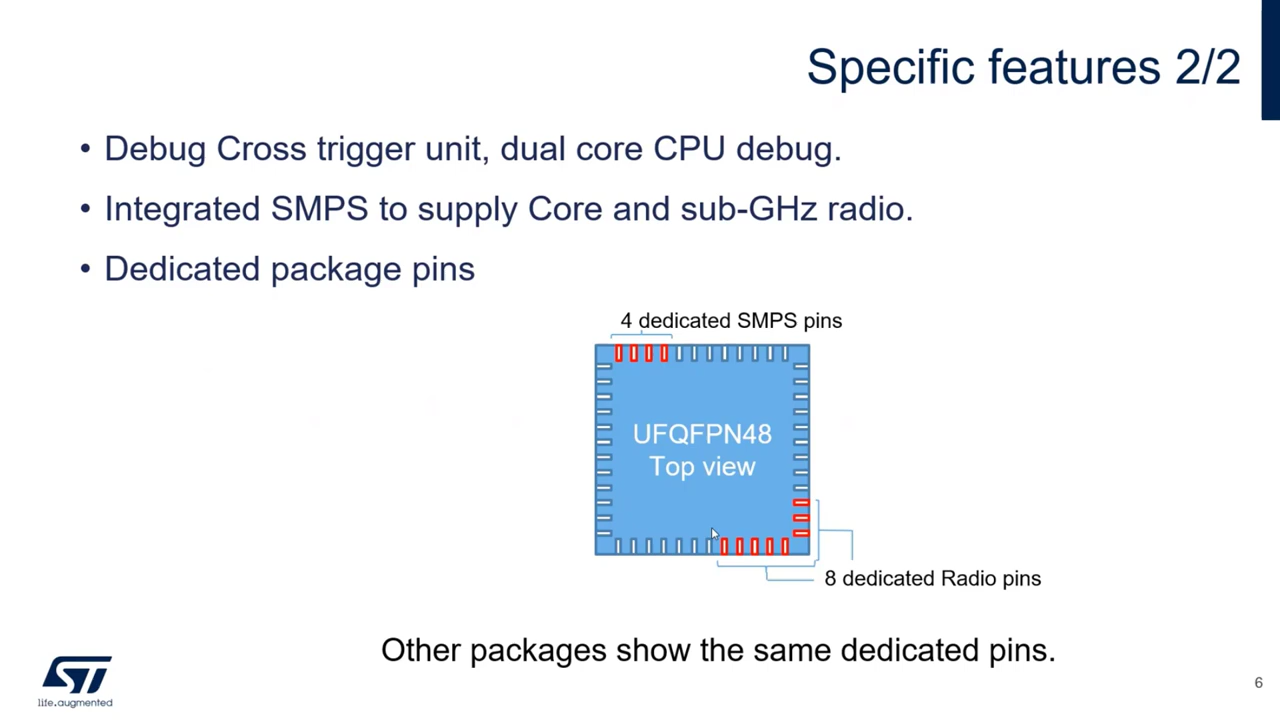 Specific features 2/2
• Debug Cross trigger unit, dual core CPU debug.
• Integrated SMPS to supply Core and sub-GHz radio.
• Dedicated package pins
4 dedicated SMPS pins
UFQFPN48
Top view
8 dedicated Radio pins
Other packages show the same dedicated pins.
ST
life.augmented
6